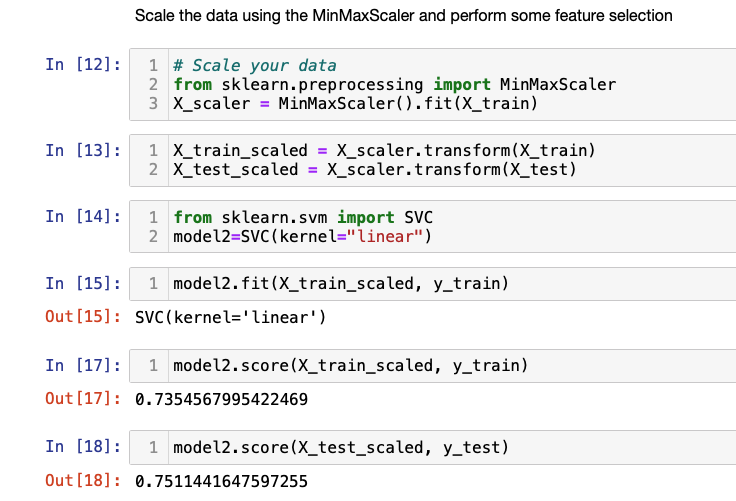 Scale the data using the MinMaxScaler and perform some feature selection
In [12]:
1 # Scale your data
2 from sklearn.preprocessing import MinMaxScaler
3 X_scaler = MinMaxScaler().fit(X_train)
In [13]:
1 X_train_scaled = X_scaler.transform(X_train)
2 X_test_scaled = X_scaler.transform(X_test)
In [14]:
1 from sklearn.svm import SVC
2 model2=SVC(kernel="linear")
In [15]:
1 model2.fit(X_train_scaled, y_train)
Out[15]: SVC(kernel='linear')
In [17]:
1 model2.score(X_train_scaled, y_train)
Out[17]: 0.7354567995422469
In [18]:
1 model2.score(X_test_scaled, y_test)
Out[18]: 0.7511441647597255